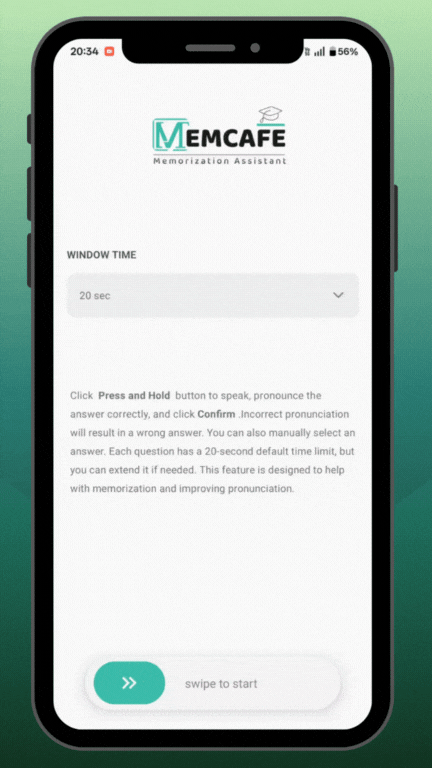 20:34
56%
MEMCAFE
Memorization Assistant
WINDOW TIME
20 sec
Click Press and Hold button to speak, pronounce the
answer correctly, and click Confirm .Incorrect pronunciation
will result in a wrong answer. You can also manually select an
answer. Each question has a 20-second default time limit, but
you can extend it if needed. This feature is designed to help
with memorization and improving pronunciation.
swipe to start